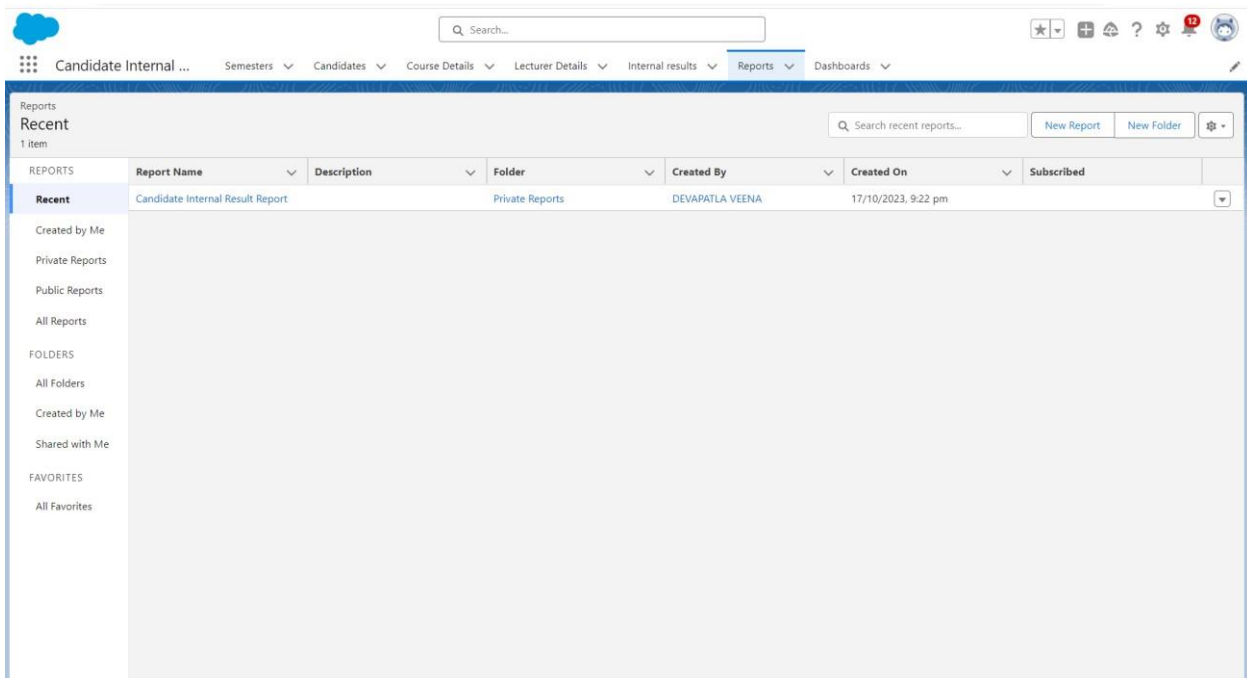 Search...
12
Candidate Internal ... Semesters Candidates Course Details Lecturer Details Internal results Reports Dashboards
Reports
Recent
1 item
Search recent reports...
New Report New Folder
REPORTS
Report Name Description Folder Created By Created On Subscribed
Recent
Candidate Internal Result Report Private Reports DEVAPATLA VEENA 17/10/2023, 9:22 pm
Created by Me
Private Reports
Public Reports
All Reports
FOLDERS
All Folders
Created by Me
Shared with Me
FAVORITES
All Favorites